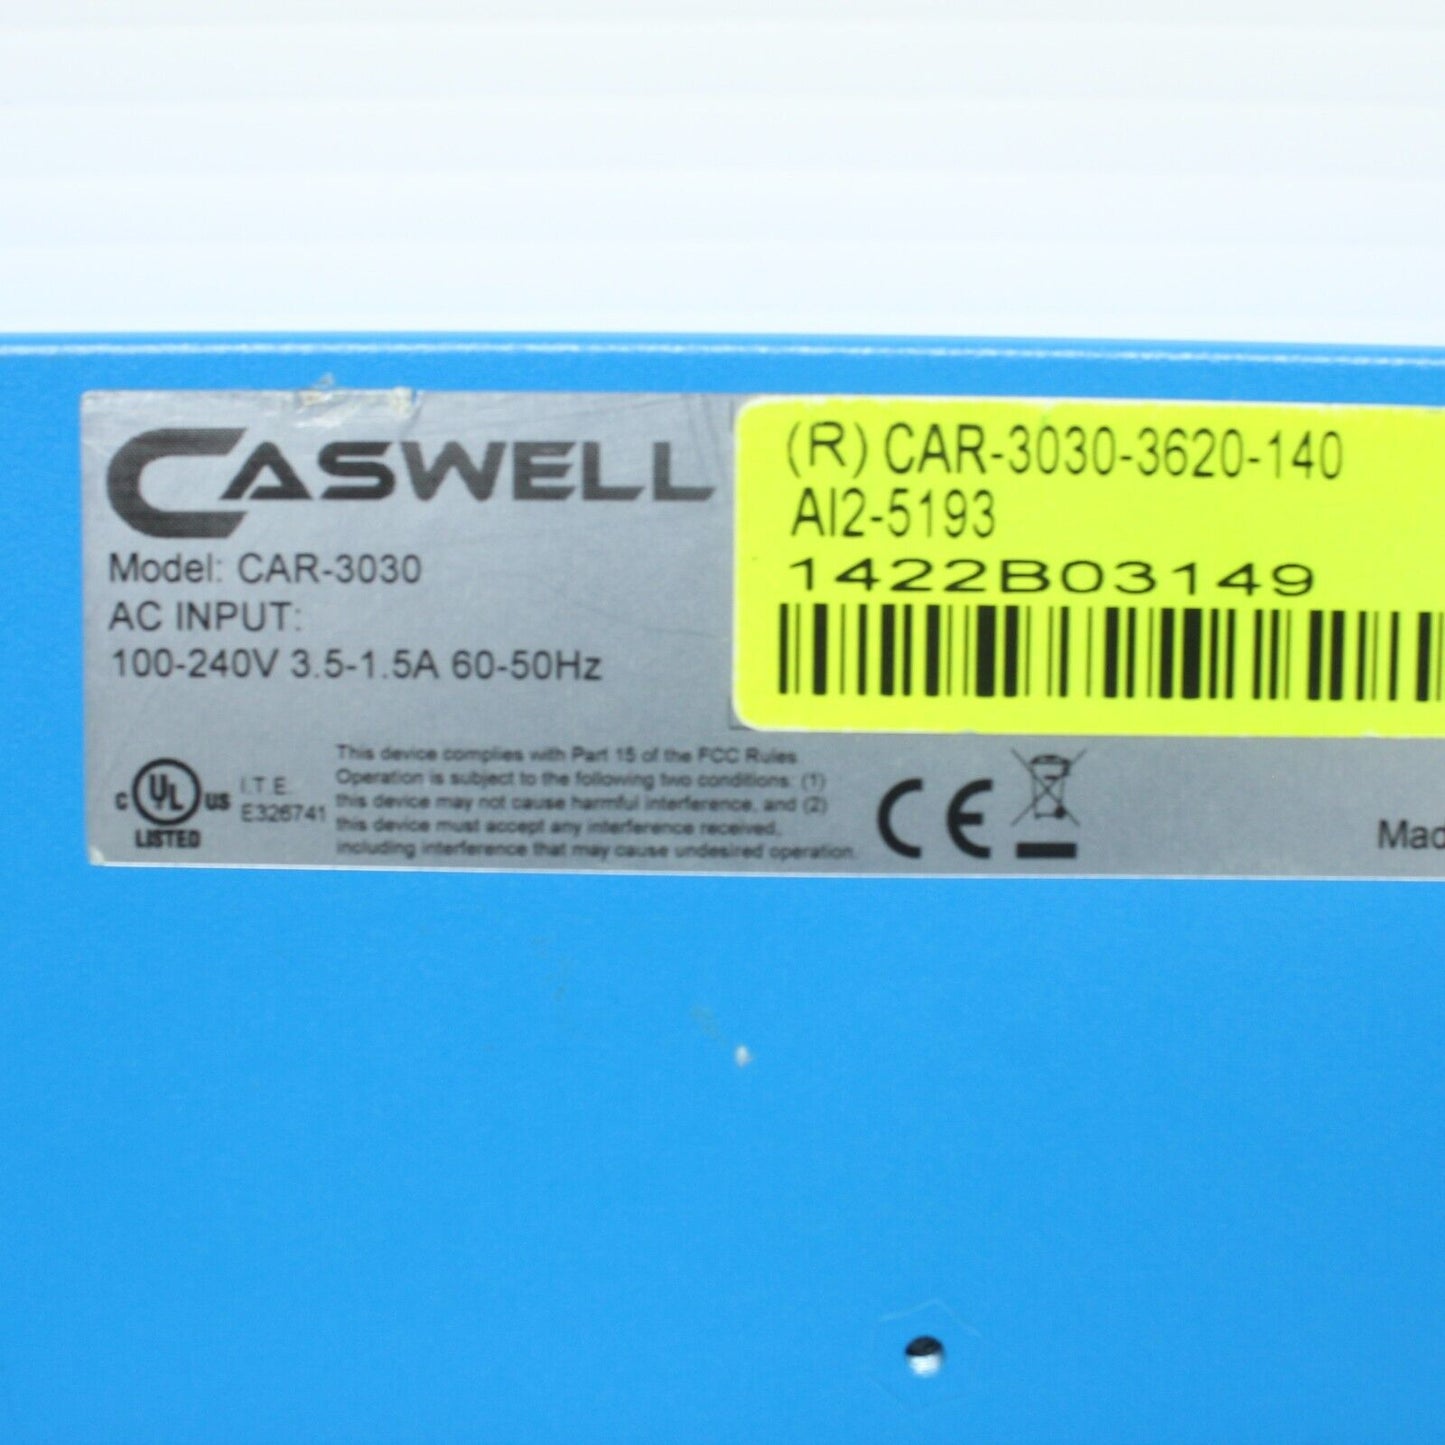 CASWELL
Model: CAR-3030
AC INPUT:
100-240V 3.5-1.5A 60-50Hz
(R) CAR-3030-3620-140
AI2-5193
1422B03149
C UL US
LISTED
I.T.E.
E326741
This device complies with Part 15 of the FCC Rules
Operation is subject to the following two conditions: (1)
this device may not cause harmful interference, and (2)
this device must accept any interference received,
including interference that may cause undesired operation.
CE
Mad